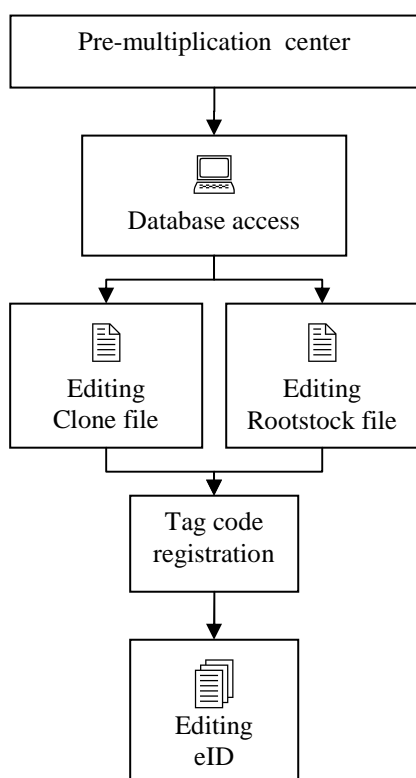 Pre-multiplication center
Database access
Editing
Clone file
Editing
Rootstock file
Tag code
registration
Editing
eID